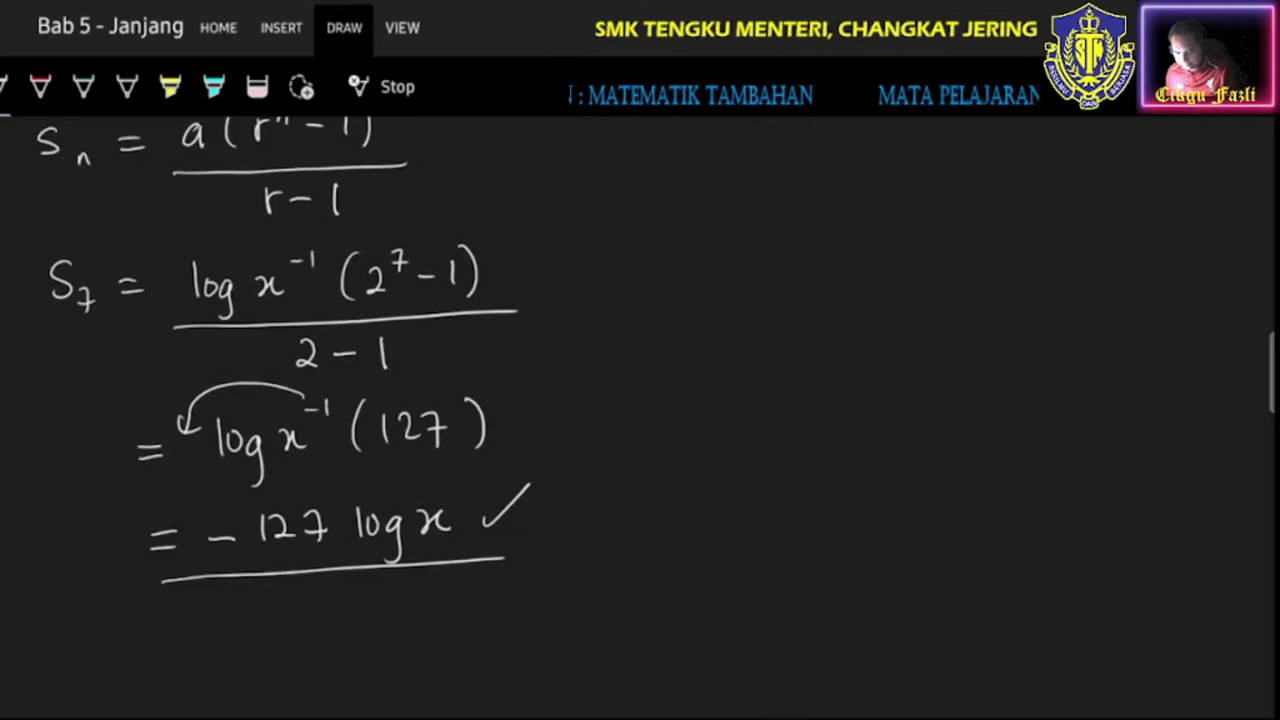 Bab 5 - Janjang HOME INSERT DRAW VIEW
SMK TENGKU MENTERI, CHANGKAT JERING
Stop
: MATEMATIK TAMBAHAN MATA PELAJARAN
Cikgu Fazli
Sₙ = a(rⁿ - 1)
r - 1
S₇ = log x⁻¹ (2⁷ - 1)
2 - 1
= log x⁻¹ (127)
= - 127 log x ✓